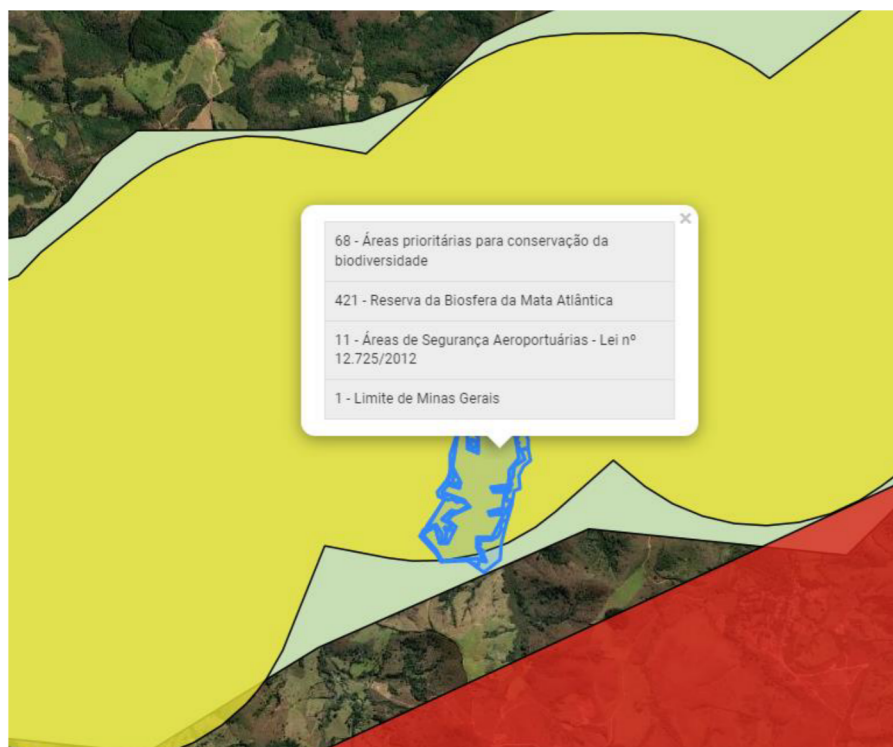 68 - Áreas prioritárias para conservação da
biodiversidade
421 - Reserva da Biosfera da Mata Atlântica
11 - Áreas de Segurança Aeroportuárias - Lei nº
12.725/2012
1 - Limite de Minas Gerais